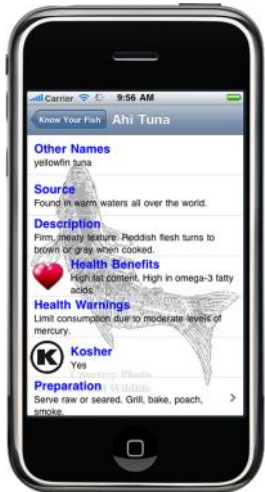 Carrier 9:56 AM
Know Your Fish Ahi Tuna
Other Names
yellowfin tuna
Source
Found in warm waters all over the world.
Description
Firm, meaty texture. Reddish flesh turns to
brown or gray when cooked.
Health Benefits
High fat content. High in omega-3 fatty
acids.
Health Warnings
Limit consumption due to moderate levels of
mercury.
K
Kosher
Yes
Courtesy Photo
Wildlife
Preparation
Serve raw or seared. Grill, bake, poach,
smoke.